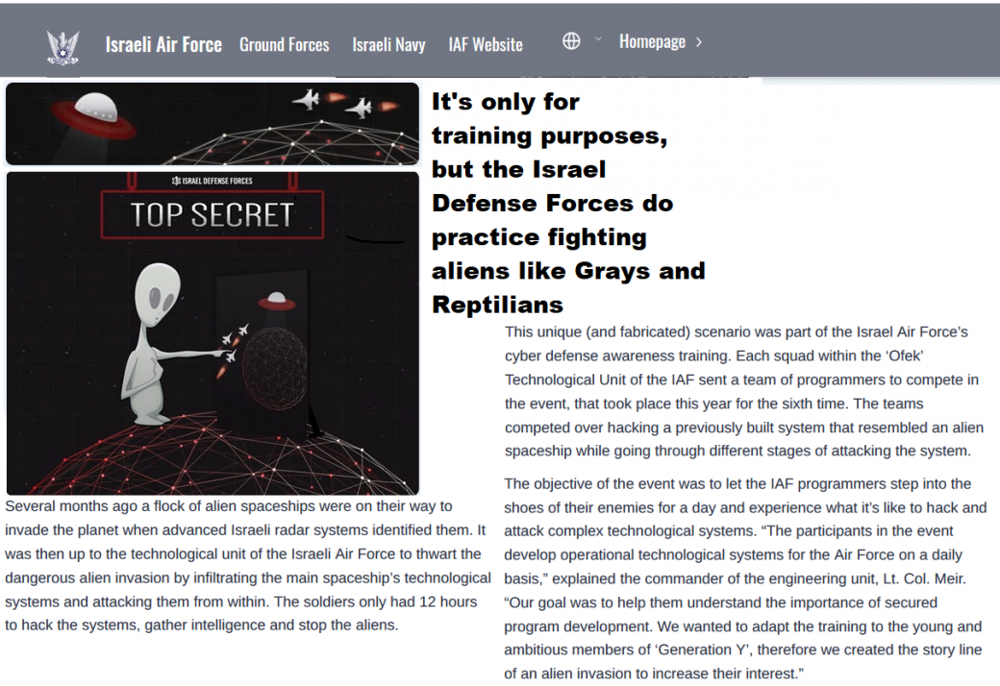 Israeli Air Force Ground Forces Israeli Navy IAF Website Homepage
ISRAEL DEFENSE FORCES
TOP SECRET
Several months ago a flock of alien spaceships were on their way to
invade the planet when advanced Israeli radar systems identified them. It
was then up to the technological unit of the Israeli Air Force to thwart the
dangerous alien invasion by infiltrating the main spaceship's technological
systems and attacking them from within. The soldiers only had 12 hours
to hack the systems, gather intelligence and stop the aliens.
It's only for
training purposes,
but the Israel
Defense Forces do
practice fighting
aliens like Grays and
Reptilians
This unique (and fabricated) scenario was part of the Israel Air Force's
cyber defense awareness training. Each squad within the 'Ofek'
Technological Unit of the IAF sent a team of programmers to compete in
the event, that took place this year for the sixth time. The teams
competed over hacking a previously built system that resembled an alien
spaceship while going through different stages of attacking the system.
The objective of the event was to let the IAF programmers step into the
shoes of their enemies for a day and experience what it's like to hack and
attack complex technological systems. “The participants in the event
develop operational technological systems for the Air Force on a daily
basis,” explained the commander of the engineering unit, Lt. Col. Meir.
“Our goal was to help them understand the importance of secured
program development. We wanted to adapt the training to the young and
ambitious members of 'Generation Y', therefore we created the story line
of an alien invasion to increase their interest.”